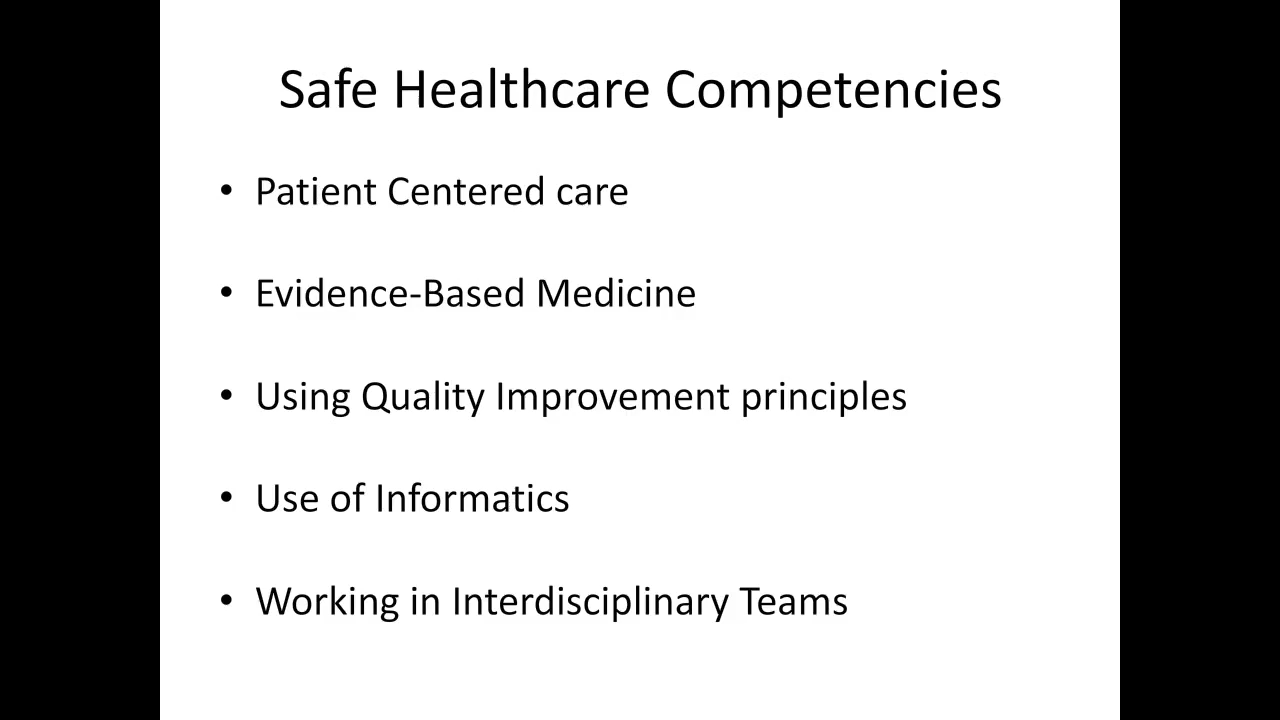 Safe Healthcare Competencies
• Patient Centered care
• Evidence-Based Medicine
• Using Quality Improvement principles
• Use of Informatics
• Working in Interdisciplinary Teams